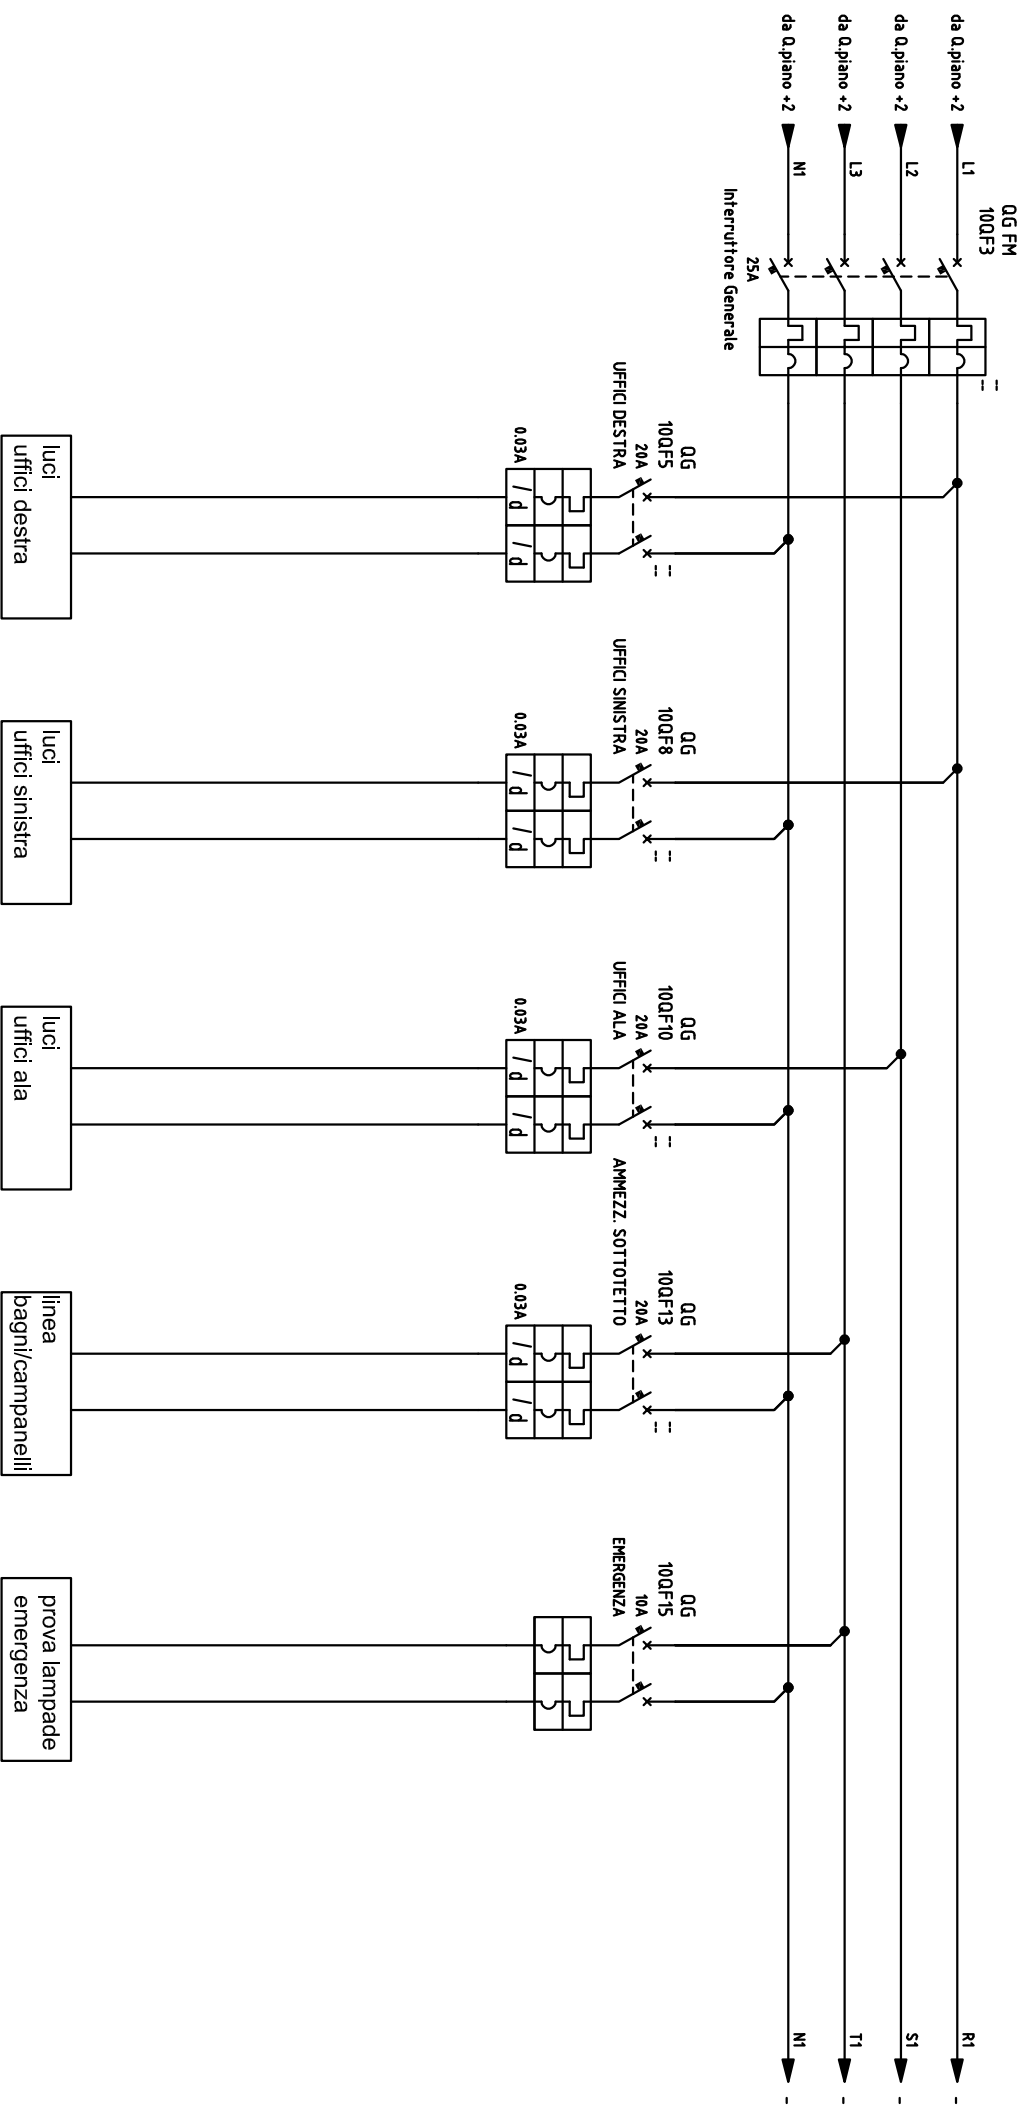 da Q.piano +2
L1
da Q.piano +2
L2
da Q.piano +2
L3
da Q.piano +2
N1
QG FM
10QF3
25A
Interruttore Generale
--
--
QG
10QF5
20A
UFFICI DESTRA
--
--
0.03A
/d
/d
luci
uffici destra
QG
10QF8
20A
UFFICI SINISTRA
--
--
0.03A
/d
/d
luci
uffici sinistra
QG
10QF10
20A
UFFICI ALA
--
--
0.03A
/d
/d
luci
uffici ala
QG
10QF13
20A
AMMEZZ. SOTTOTETTO
--
--
0.03A
/d
/d
linea
bagni/campanelli
QG
10QF15
10A
EMERGENZA
prova lampade
emergenza
R1
-
S1
-
T1
-
N1
-